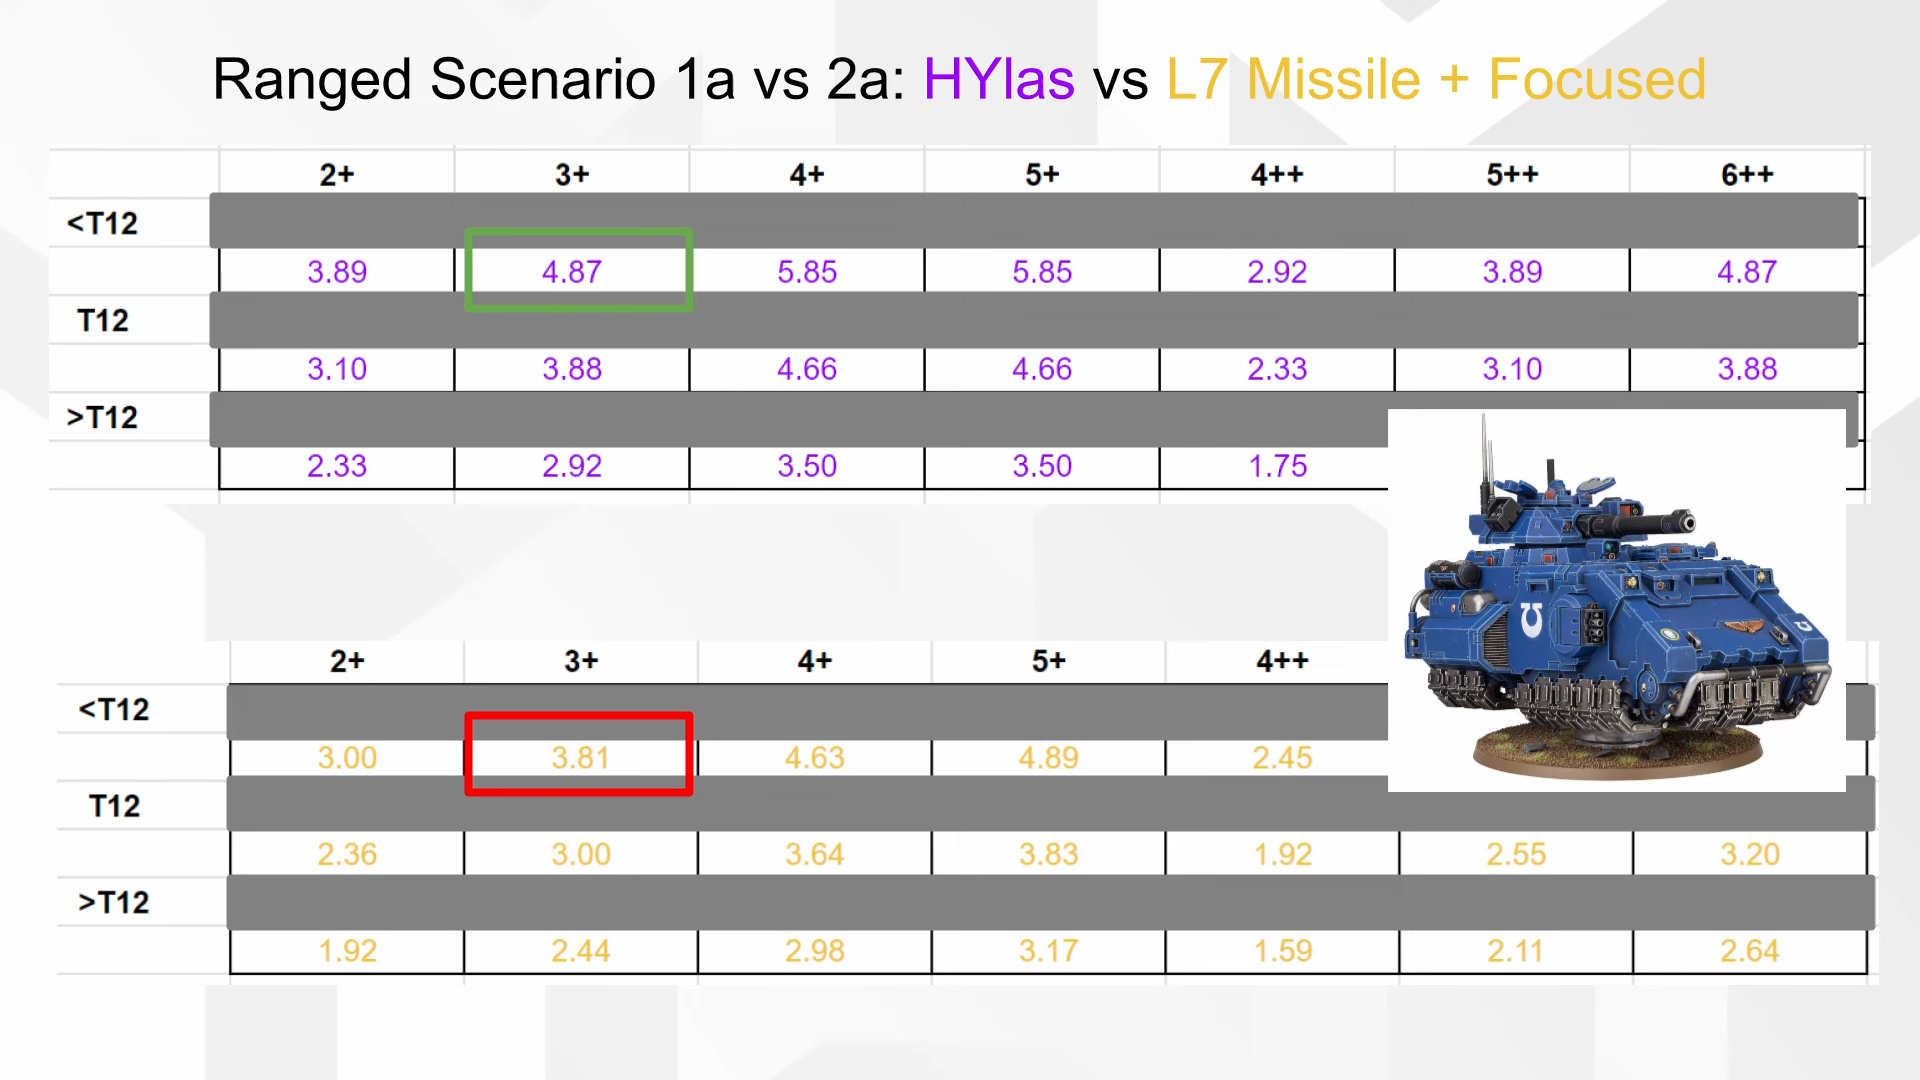 Ranged Scenario 1a vs 2a: HYlas vs L7 Missile + Focused
2+ 3+ 4+ 5+ 4++ 5++ 6++
<T12
3.89 4.87 5.85 5.85 2.92 3.89 4.87
T12
3.10 3.88 4.66 4.66 2.33 3.10 3.88
>T12
2.33 2.92 3.50 3.50 1.75
2+ 3+ 4+ 5+ 4++
<T12
3.00 3.81 4.63 4.89 2.45
T12
2.36 3.00 3.64 3.83 1.92 2.55 3.20
>T12
1.92 2.44 2.98 3.17 1.59 2.11 2.64